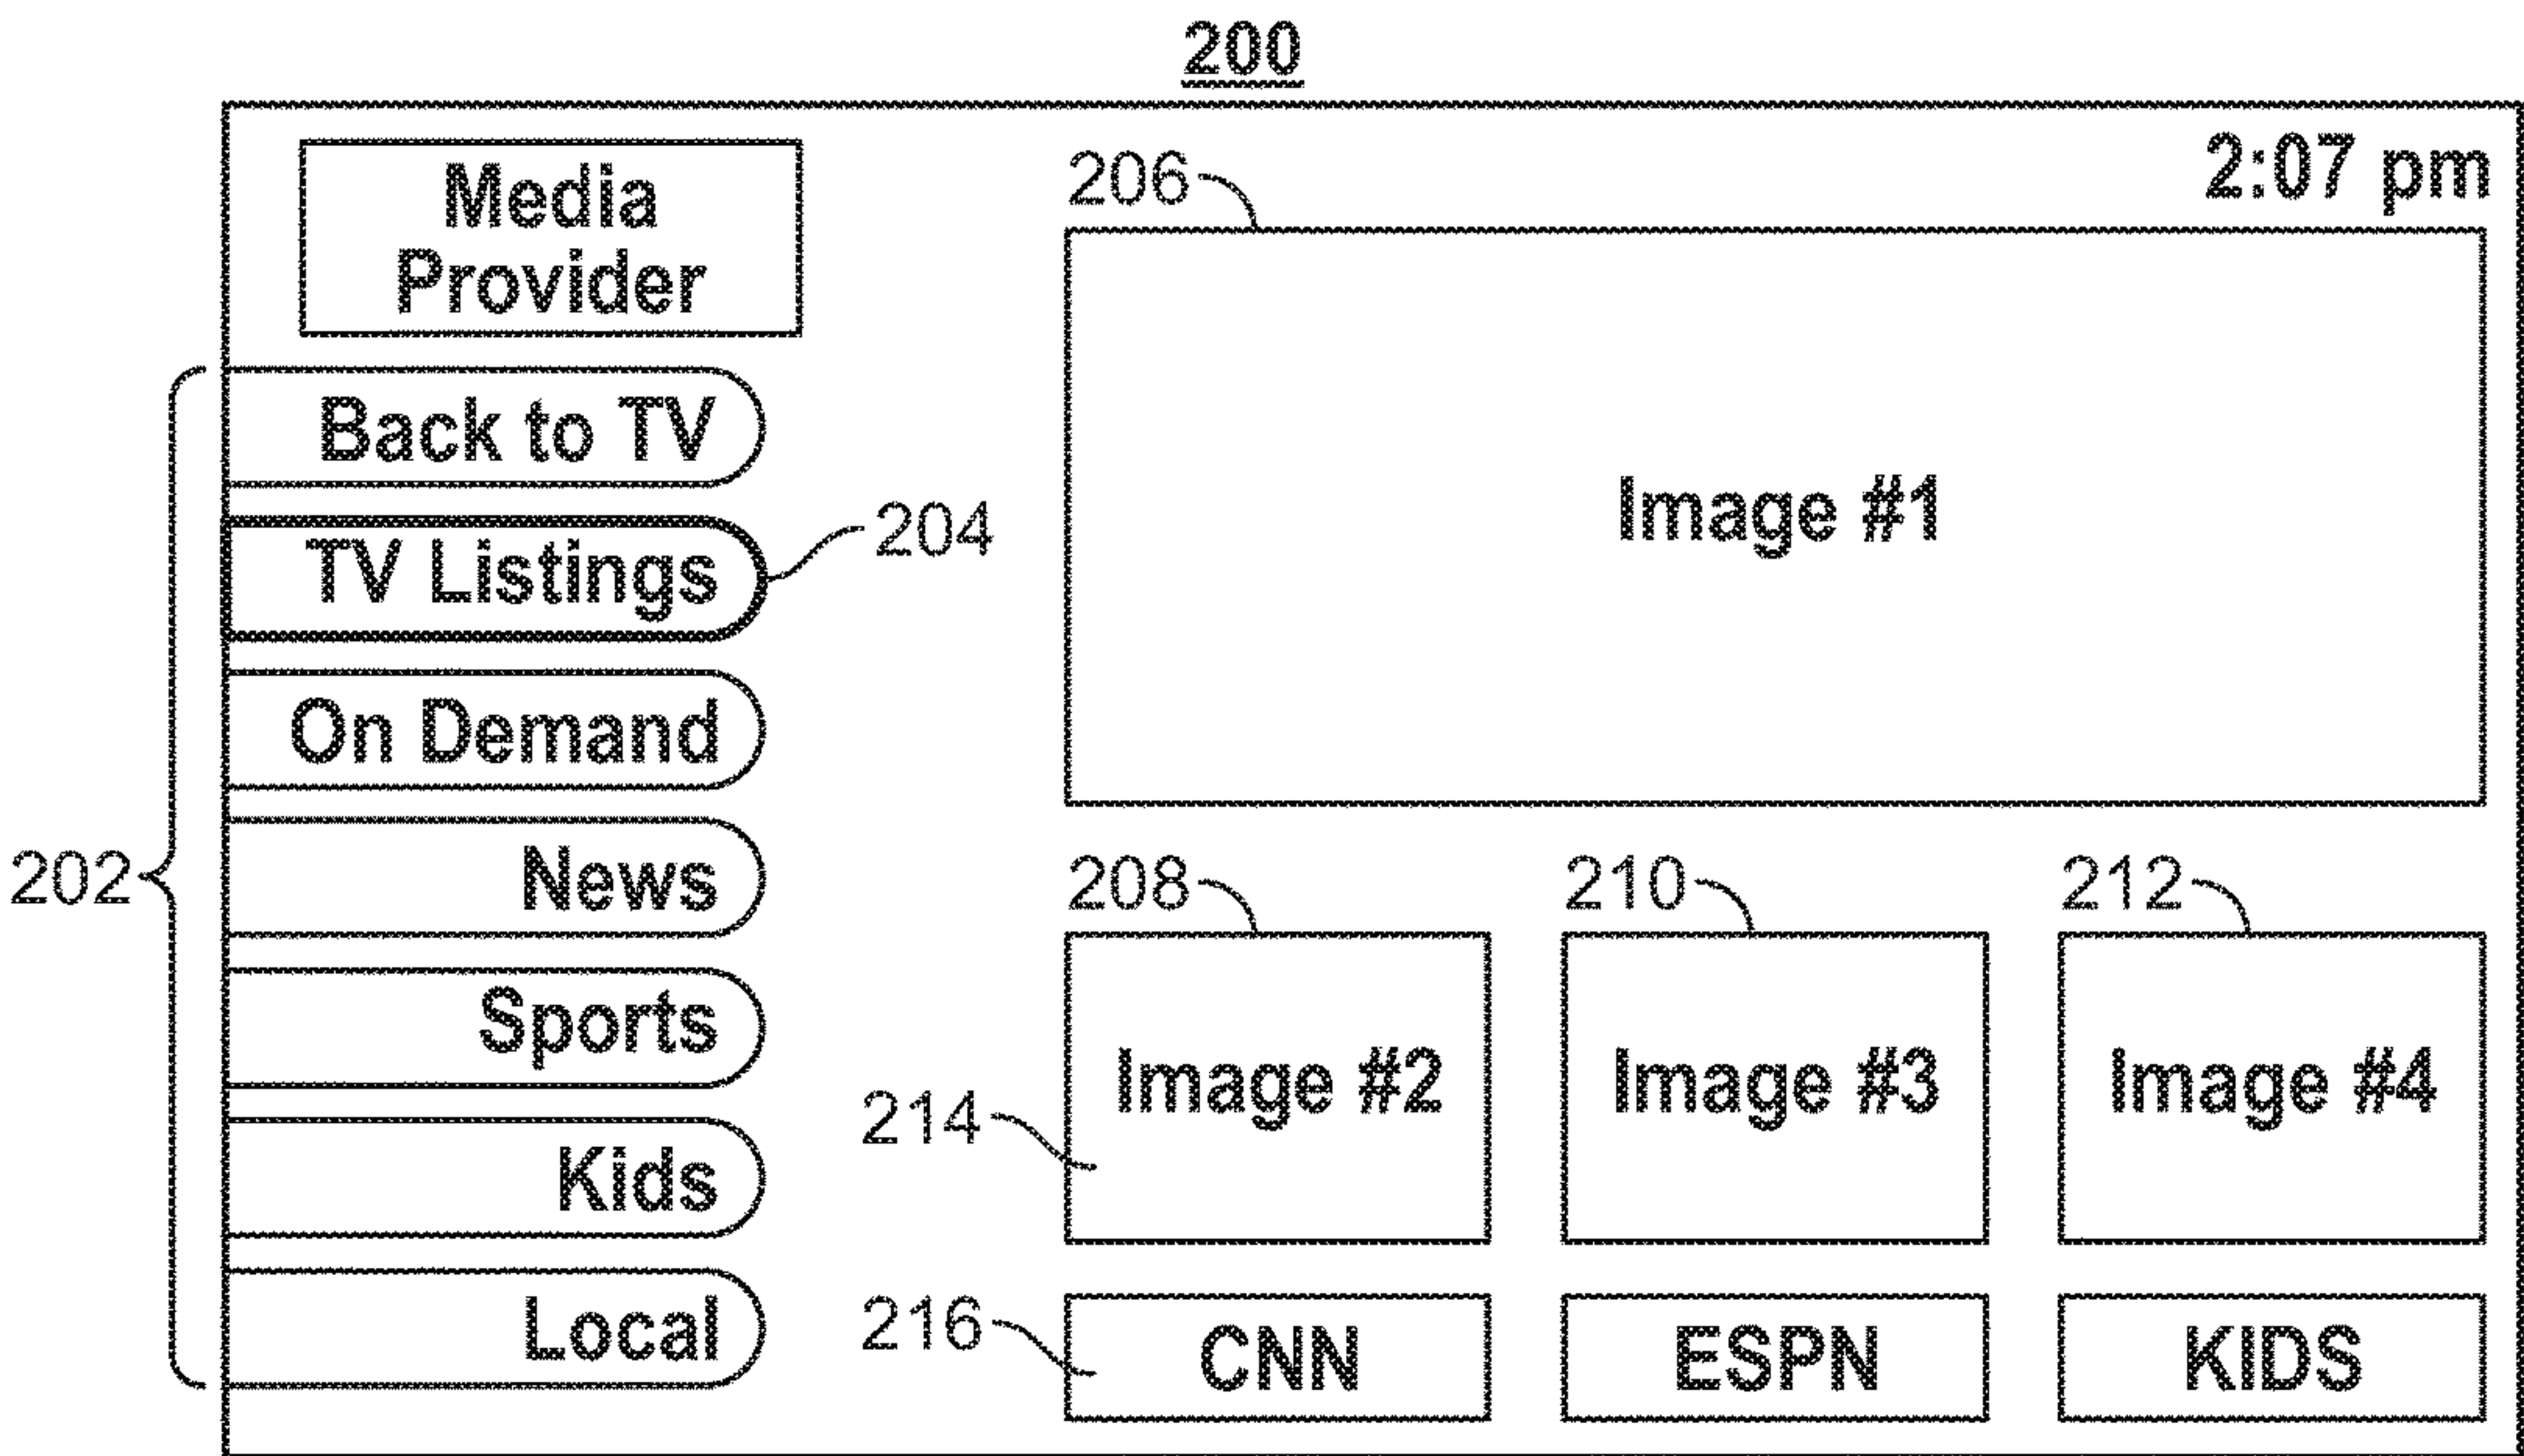 200
Media
Provider
2:07 pm
206
Back to TV
TV Listings
204
On Demand
News
Sports
Kids
Local
202
Image #1
208
210
212
Image #2
Image #3
Image #4
214
216
CNN
ESPN
KIDS